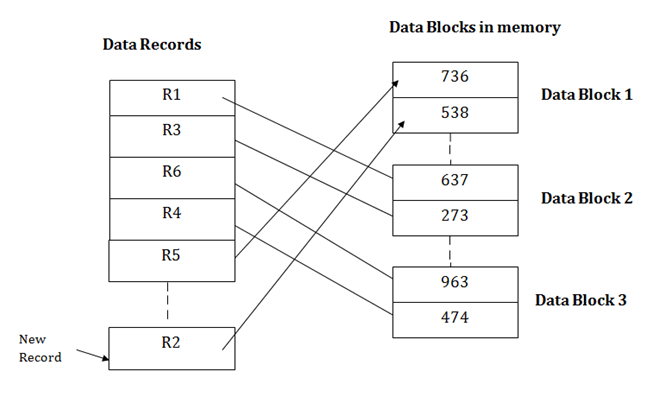 Data Records
Data Blocks in memory
R1
R3
R6
R4
R5
R2
New
Record
736
538
Data Block 1
637
273
Data Block 2
963
474
Data Block 3